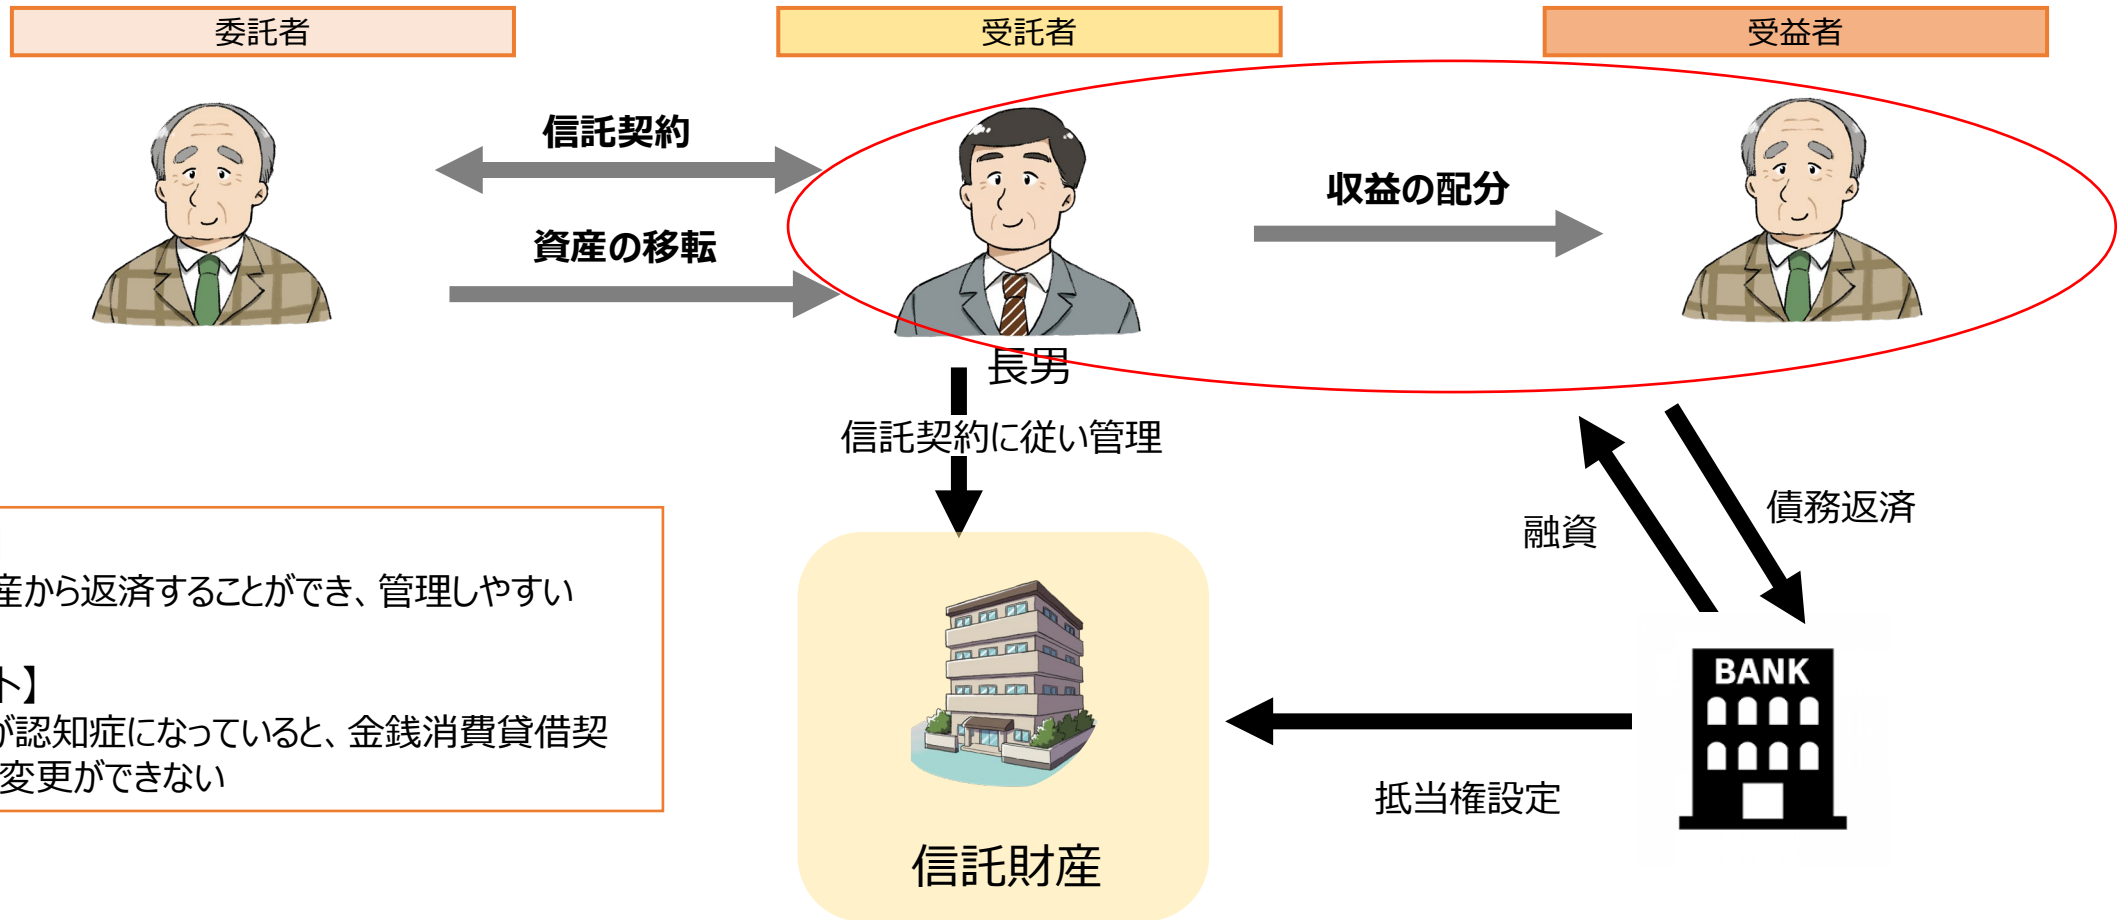 委託者
受託者
受益者
信託契約
資産の移転
収益の配分
長男
信託契約に従い管理
融資
債務返済
産から返済することができ、管理しやすい
ト】
が認知症になっていると、金銭消費貸借契
変更ができない
BANK
抵当権設定
信託財産